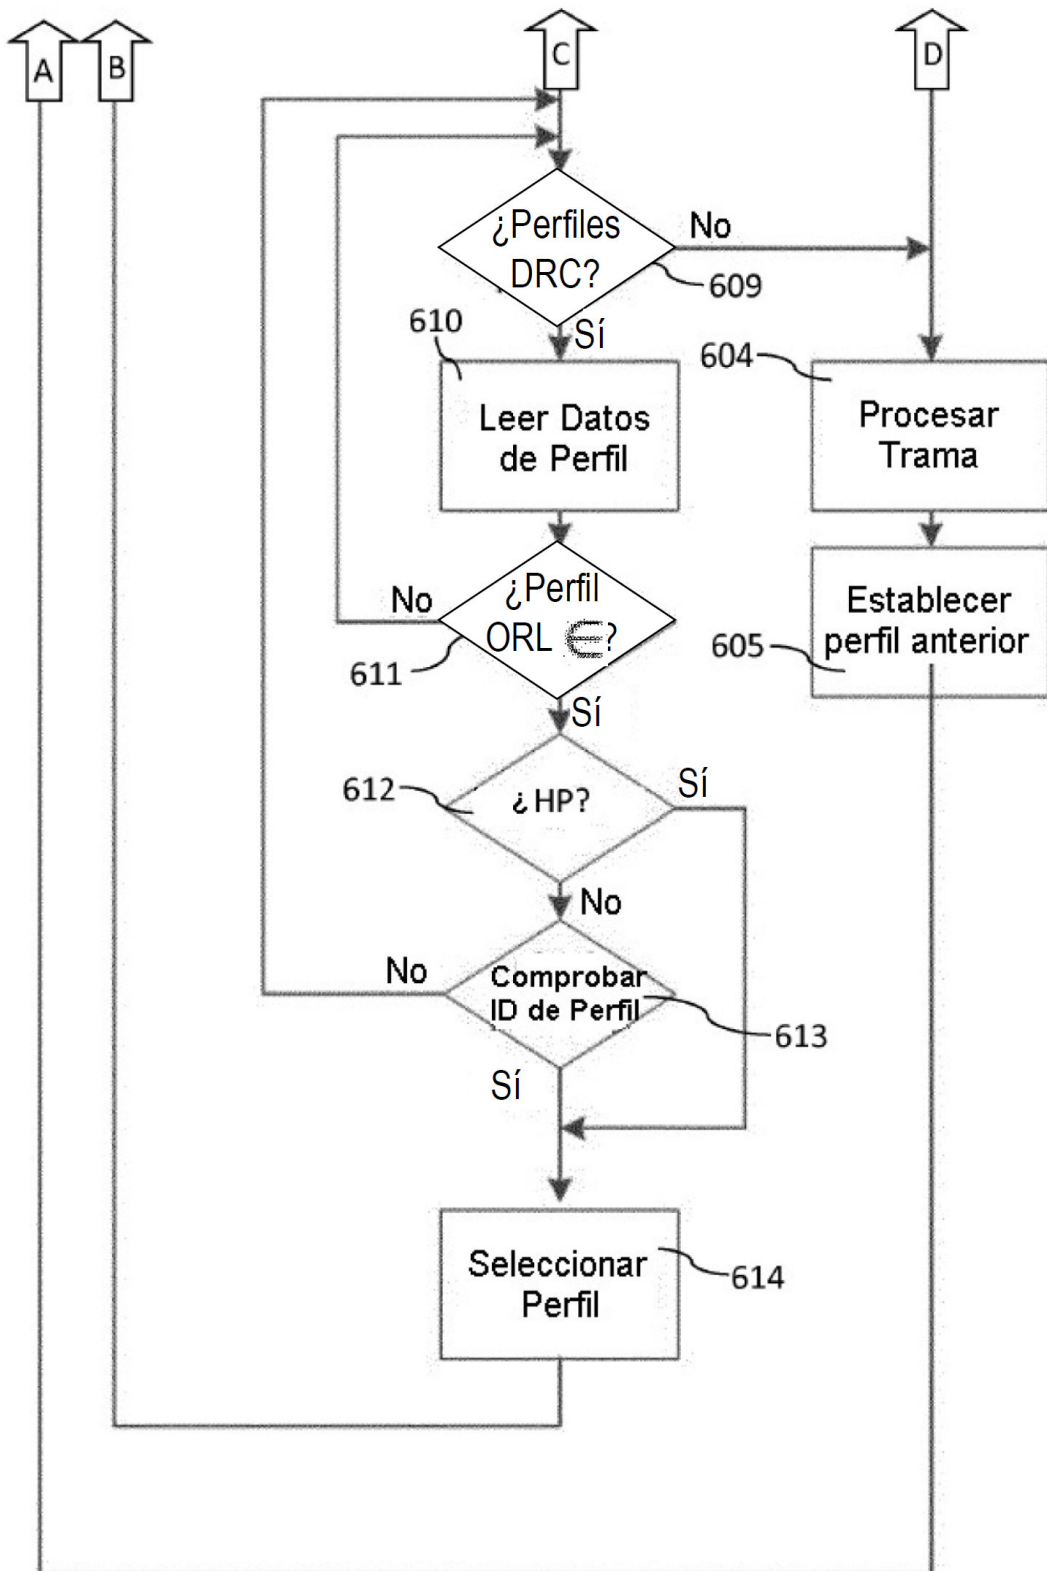 A
B
C
D
¿Perfiles
DRC?
No
609
Sí
610
Leer Datos
de Perfil
604
Procesar
Trama
No
¿Perfil
ORL ∈?
611
Establecer
perfil anterior
605
Sí
612
¿HP?
Sí
No
No
Comprobar
ID de Perfil
613
Sí
Seleccionar
Perfil
614